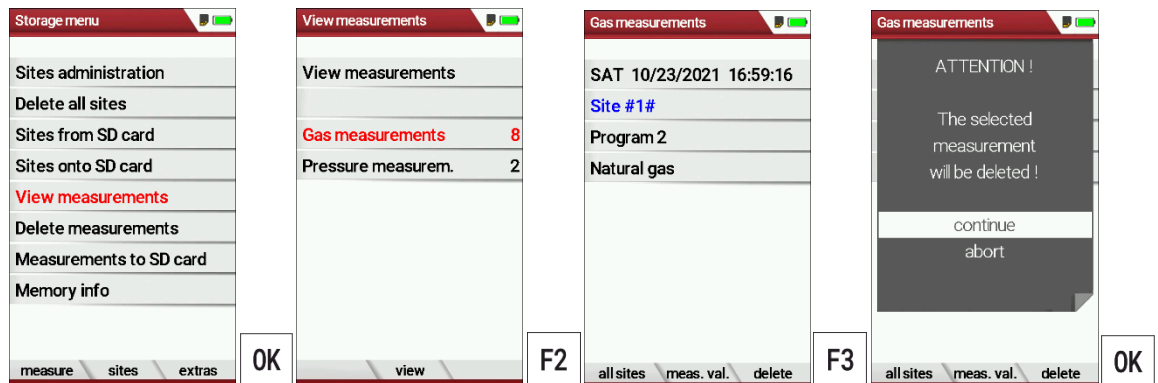 Storage menu
Sites administration
Delete all sites
Sites from SD card
Sites onto SD card
View measurements
Delete measurements
Measurements to SD card
Memory info
measure sites extras
OK
View measurements
View measurements
Gas measurements 8
Pressure measurem. 2
view
F2
Gas measurements
SAT 10/23/2021 16:59:16
Site #1#
Program 2
Natural gas
all sites meas. val. delete
F3
Gas measurements
ATTENTION !
The selected
measurement
will be deleted !
continue
abort
all sites meas. val. delete
OK